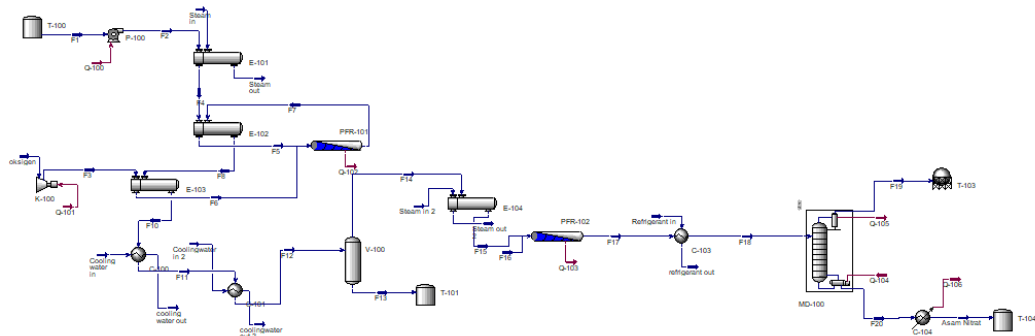 T-100
F1
P-100
F2
Steam in
Q-100
E-101
Steam out
F4
F7
E-102
PFR-101
F5
oksigen
F3
F8
Q-102
F14
K-100
Q-101
E-103
F6
Steam in 2
E-104
Steam out 2
PFR-102
Refrigerant in
F19
T-103
Q-105
F10
Cooling water in
Coolingwater in 2
F12
V-100
F15
F16
F17
C-103
F18
Q-103
refrigerant out
C-100
F11
C-101
cooling water out
F13
T-101
Q-104
MD-100
Q-106
F20
C-104
Asam Nitrat
T-104